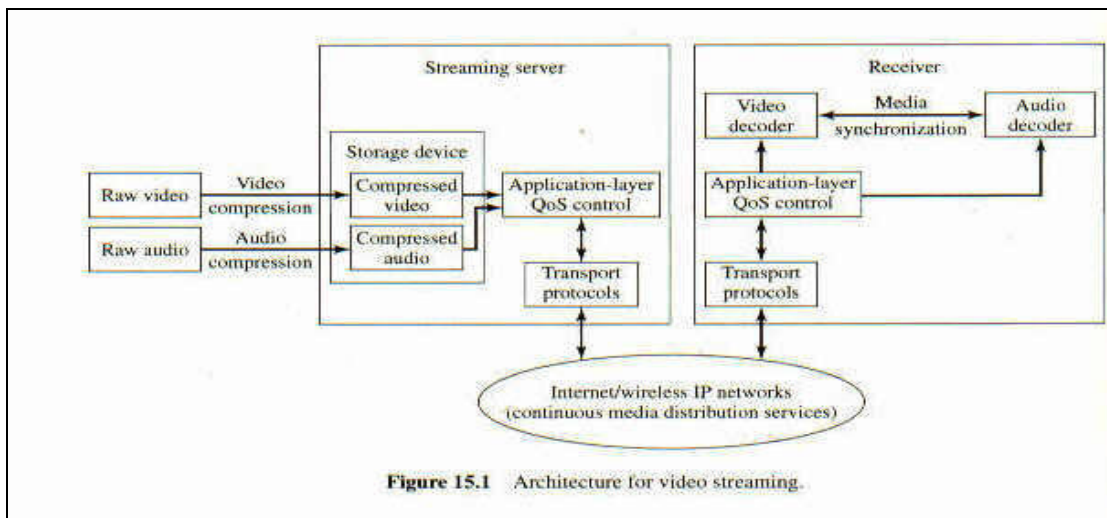 Streaming server
Receiver
Video
decoder
Media
synchronization
Audio
decoder
Storage device
Raw video
Video
compression
Compressed
video
Application-layer
QoS control
Application-layer
QoS control
Raw audio
Audio
compression
Compressed
audio
Transport
protocols
Transport
protocols
Internet/wireless IP networks
(continuous media distribution services)
Figure 15.1 Architecture for video streaming.